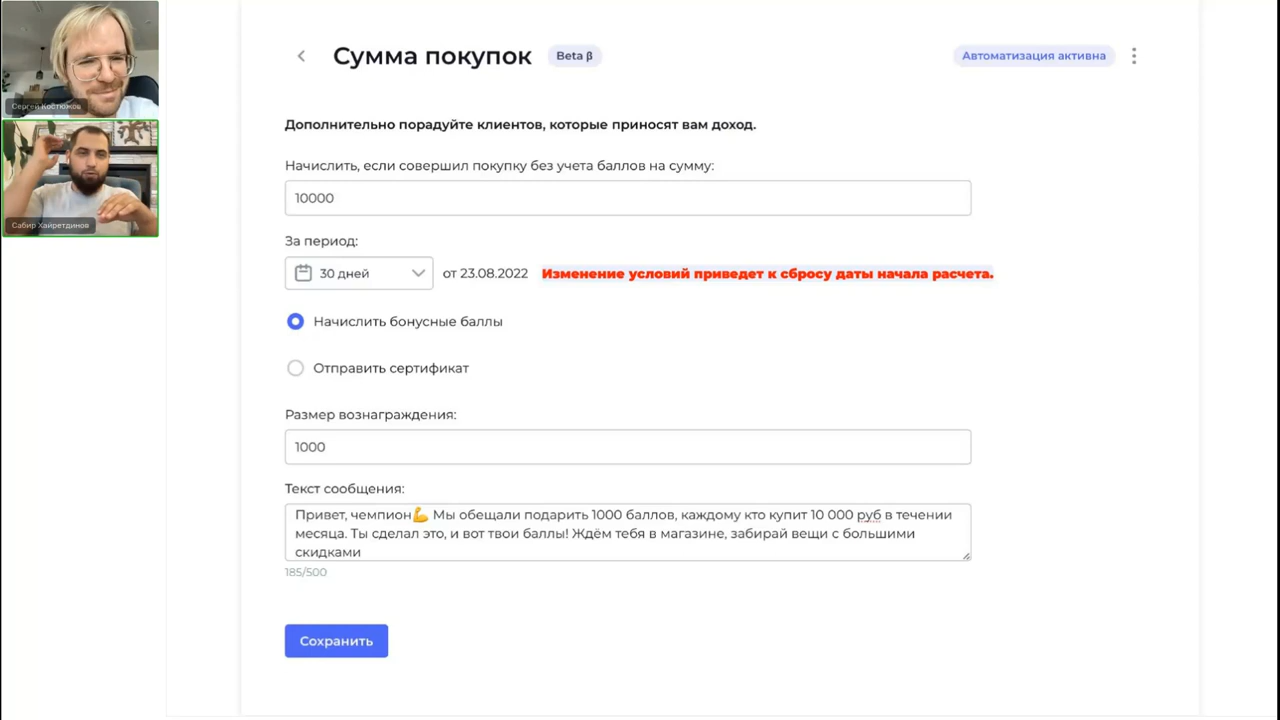 Сергей Костюков
Сабир Хайретдинов
Сумма покупок
Beta β
Автоматизация активна
Дополнительно порадуйте клиентов, которые приносят вам доход.
Начислить, если совершил покупку без учета баллов на сумму:
10000
За период:
30 дней
от 23.08.2022
Изменение условий приведет к сбросу даты начала расчета.
Начислить бонусные баллы
Отправить сертификат
Размер вознаграждения:
1000
Текст сообщения:
Привет, чемпион💪 Мы обещали подарить 1000 баллов, каждому кто купит 10 000 руб в течении
месяца. Ты сделал это, и вот твои баллы! Ждём тебя в магазине, забирай вещи с большими
скидками
185/500
Сохранить